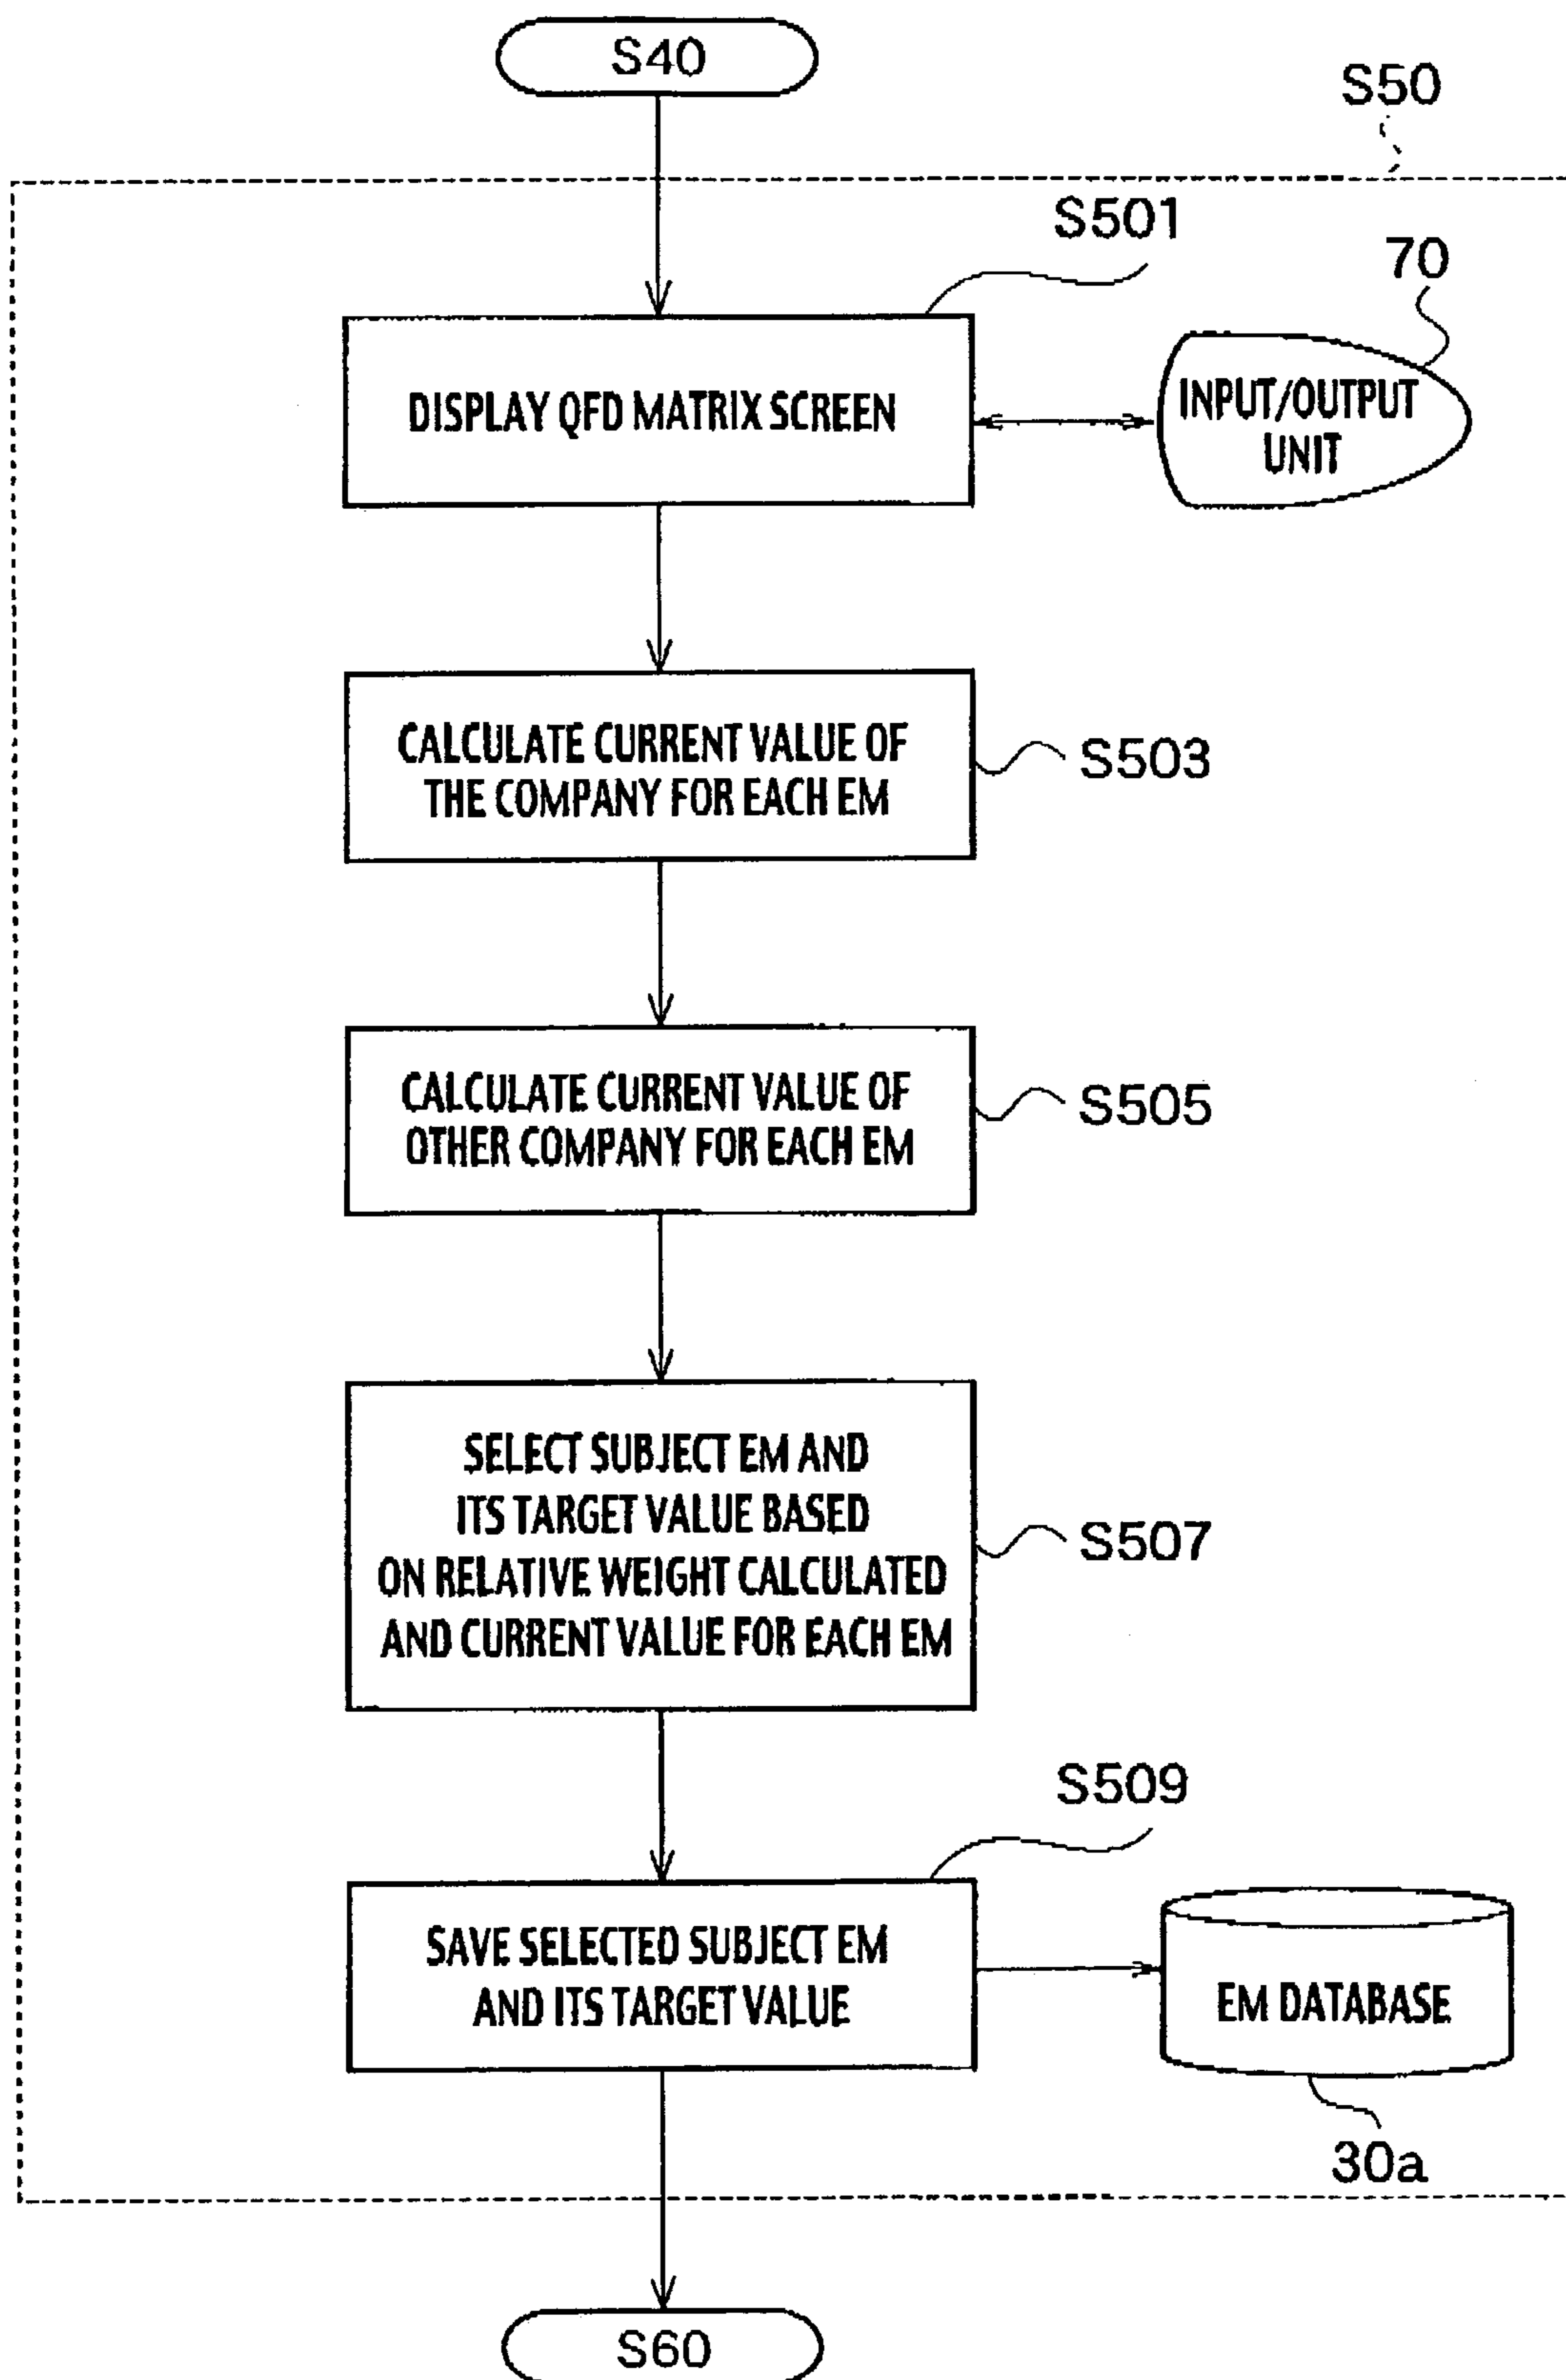 S40
S50
S501
70
DISPLAY QFD MATRIX SCREEN
INPUT/OUTPUT
UNIT
CALCULATE CURRENT VALUE OF
THE COMPANY FOR EACH EM
S503
CALCULATE CURRENT VALUE OF
OTHER COMPANY FOR EACH EM
S505
SELECT SUBJECT EM AND
ITS TARGET VALUE BASED
ON RELATIVE WEIGHT CALCULATED
AND CURRENT VALUE FOR EACH EM
S507
S509
SAVE SELECTED SUBJECT EM
AND ITS TARGET VALUE
EM DATABASE
30a
S60